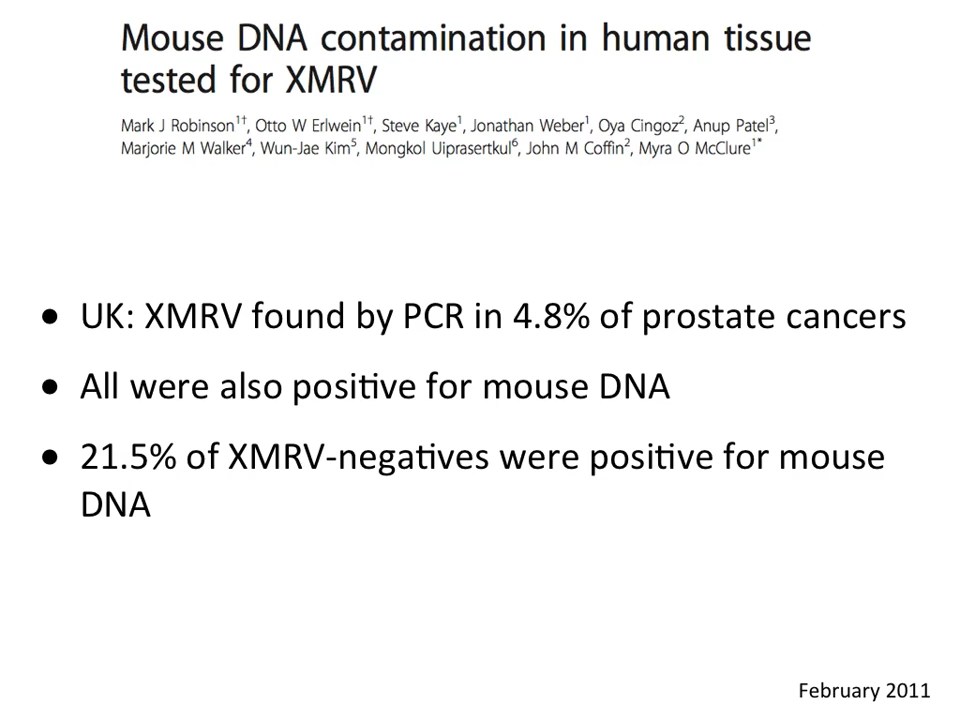 Mouse DNA contamination in human tissue
tested for XMRV
Mark J Robinson1†, Otto W Erlwein1†, Steve Kaye1, Jonathan Weber1, Oya Cingoz2, Anup Patel3,
Marjorie M Walker4, Wun-Jae Kim5, Mongkol Uiprasertkul6, John M Coffin2, Myra O McClure1*
• UK: XMRV found by PCR in 4.8% of prostate cancers
• All were also positive for mouse DNA
• 21.5% of XMRV-negatives were positive for mouse
DNA
February 2011